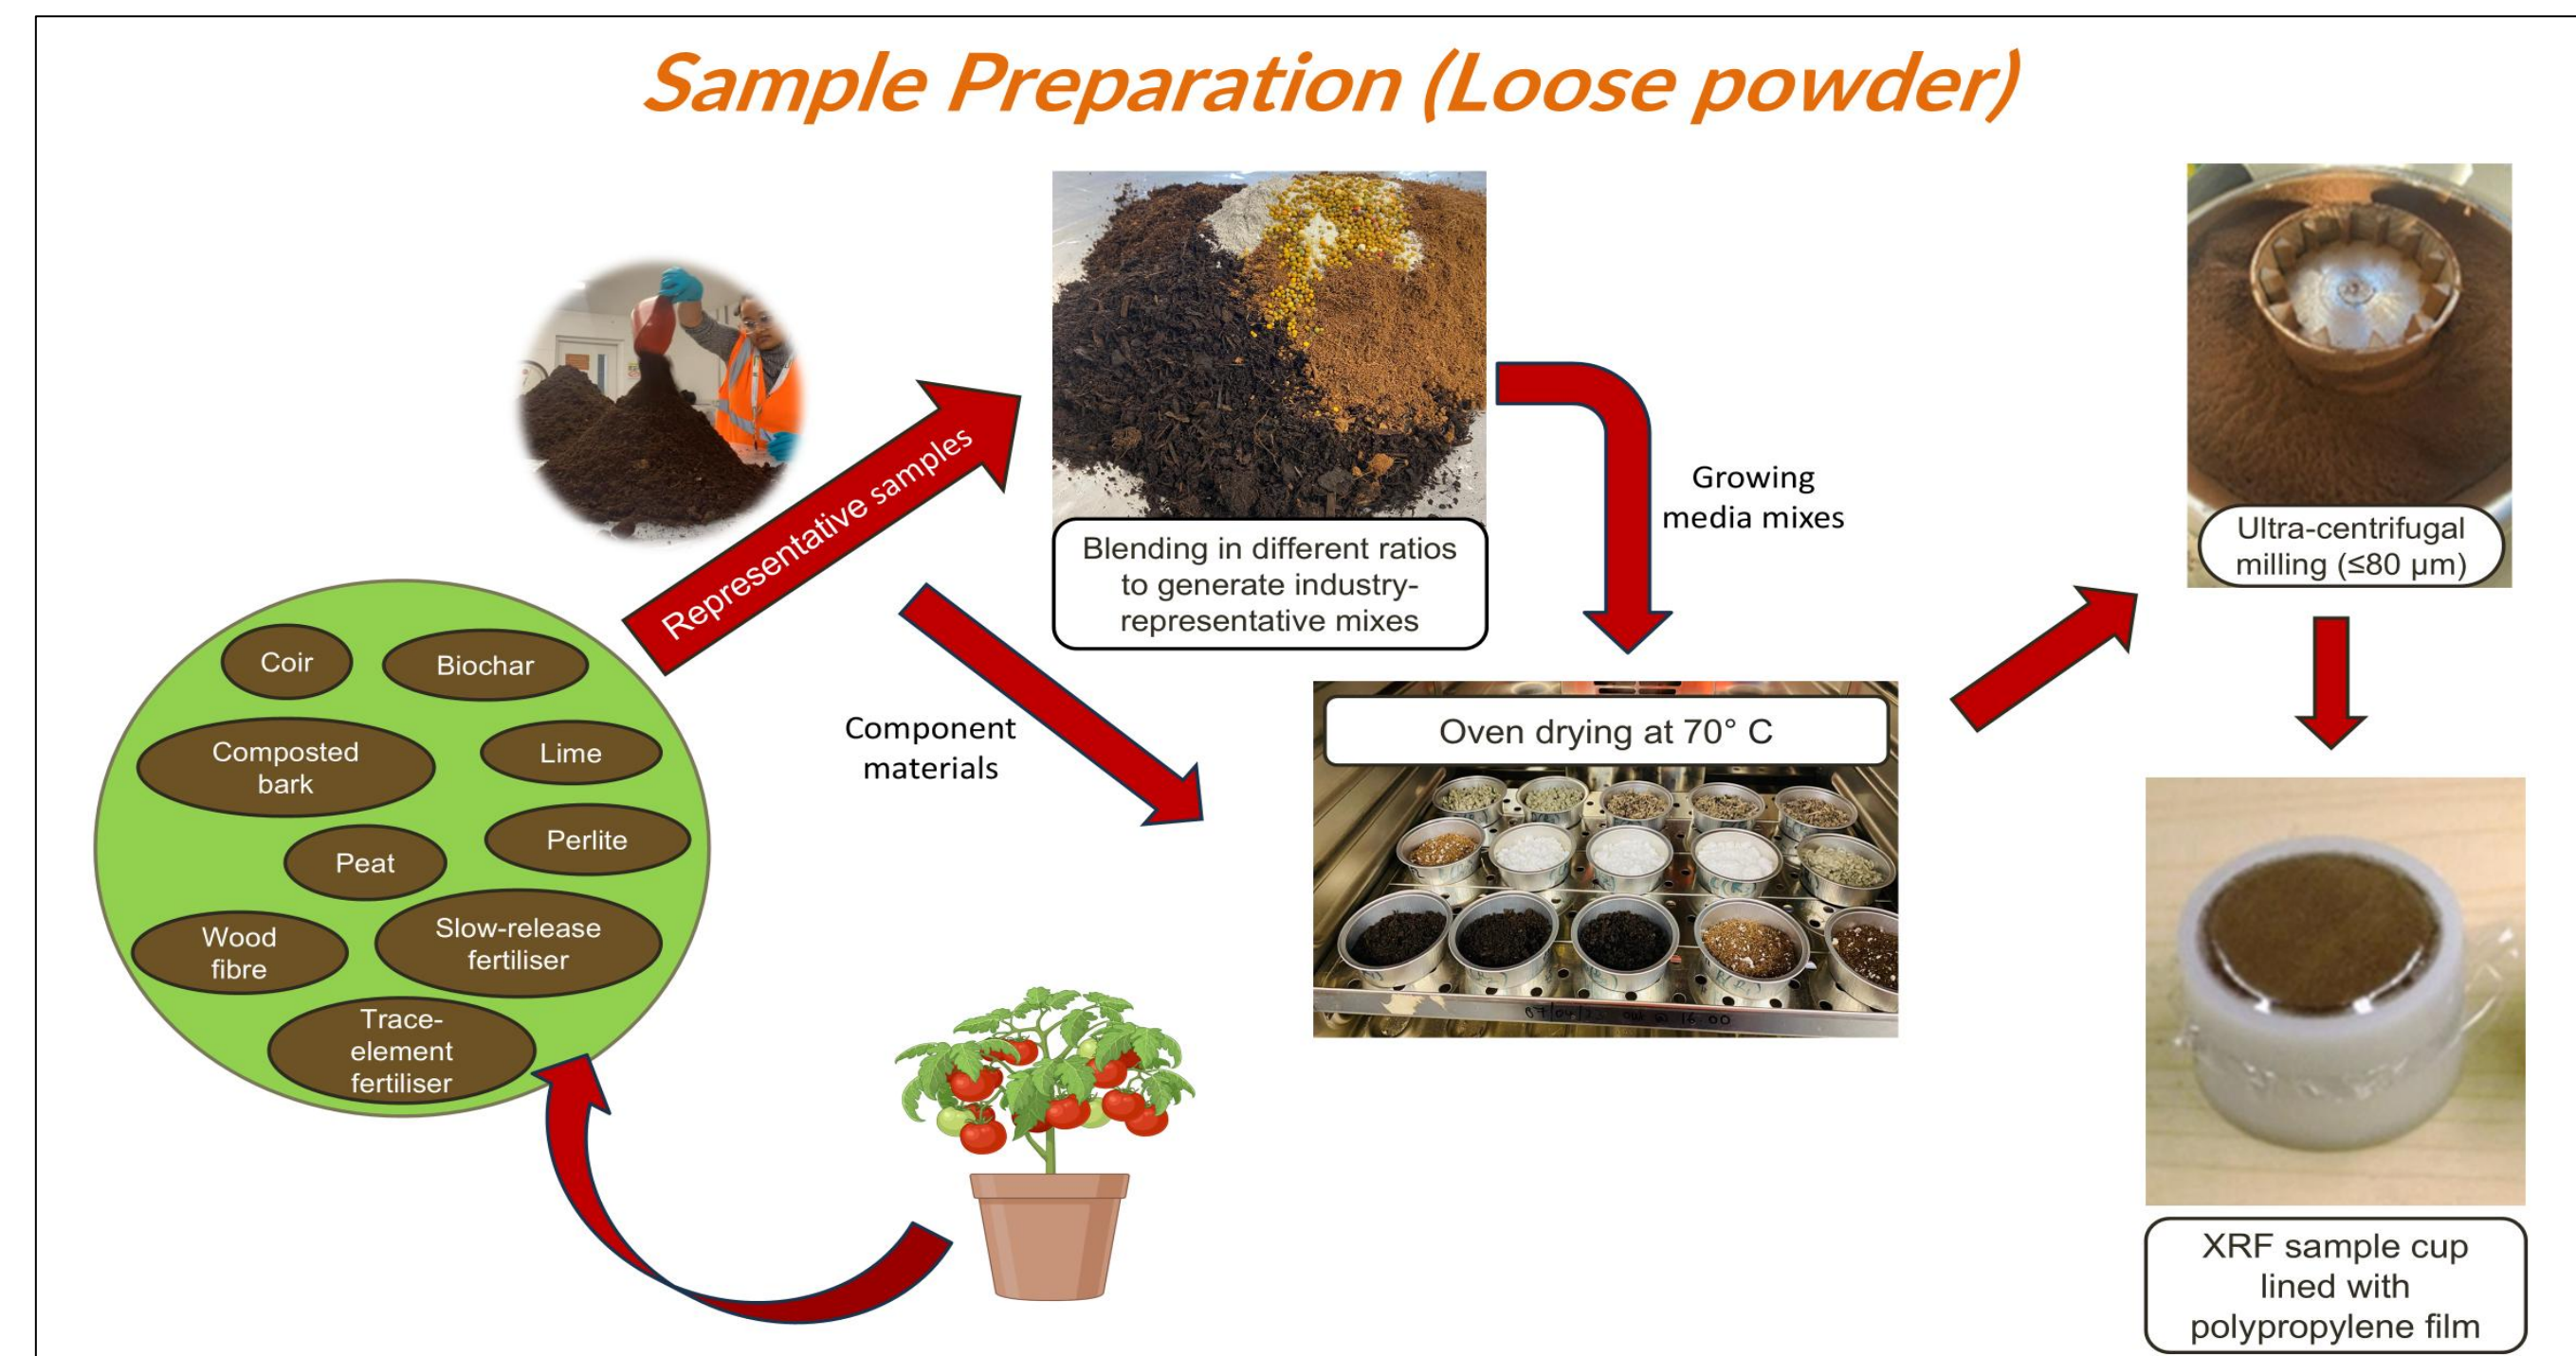 Sample Preparation (Loose powder)
Representative samples
Blending in different ratios
to generate industry-
representative mixes
Growing
media mixes
Ultra-centrifugal
milling (≤80 µm)
Coir
Biochar
Composted
bark
Lime
Perlite
Peat
Wood
fibre
Slow-release
fertiliser
Trace-
element
fertiliser
Component
materials
Oven drying at 70° C
XRF sample cup
lined with
polypropylene film